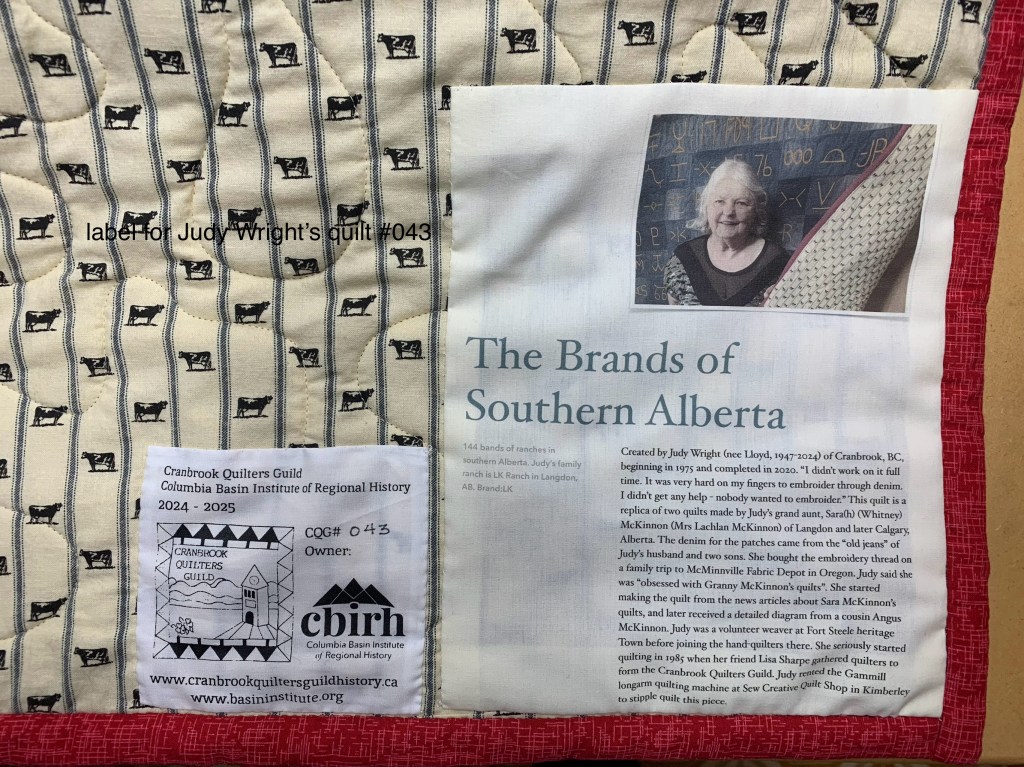 label for Judy Wright's quilt #043
The Brands of
Southern Alberta
144 bands of ranches in
southern Alberta. Judy's family
ranch is LK Ranch in Langdon,
AB. Brand:LK
Created by Judy Wright (nee Lloyd, 1947-2024) of Cranbrook, BC,
beginning in 1975 and completed in 2020. "I didn't work on it full
time. It was very hard on my fingers to embroider through denim.
I didn't get any help - nobody wanted to embroider." This quilt is a
replica of two quilts made by Judy's grand aunt, Sara(h) (Whitney)
McKinnon (Mrs Lachlan McKinnon) of Langdon and later Calgary,
Alberta. The denim for the patches came from the "old jeans" of
Judy's husband and two sons. She bought the embroidery thread on
a family trip to McMinnville Fabric Depot in Oregon. Judy said she
was "obsessed with Granny McKinnon's quilts". She started
making the quilt from the news articles about Sara McKinnon's
quilts, and later received a detailed diagram from a cousin Angus
McKinnon. Judy was a volunteer weaver at Fort Steele heritage
Town before joining the hand-quilters there. She seriously started
quilting in 1985 when her friend Lisa Sharpe gathered quilters to
form the Cranbrook Quilters Guild. Judy rented the Gammill
longarm quilting machine at Sew Creative Quilt Shop in Kimberley
to stipple quilt this piece.
Cranbrook Quilters Guild
Columbia Basin Institute of Regional History
2024 - 2025
CQG# 043
Owner:
CRANBROOK
QUILTERS
GUILD
cbirh
Columbia Basin Institute
of Regional History
www.cranbrookquiltersguildhistory.ca
www.basininstitute.org
76
000
JP